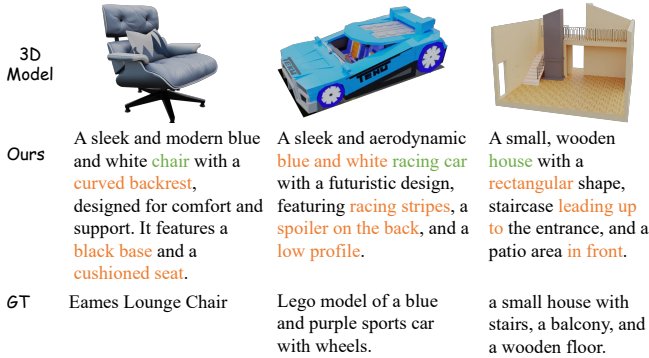 3D
Model
TERU
Ours
A sleek and modern blue
and white chair with a
curved backrest,
designed for comfort and
support. It features a
black base and a
cushioned seat.
A sleek and aerodynamic
blue and white racing car
with a futuristic design,
featuring racing stripes, a
spoiler on the back, and a
low profile.
A small, wooden
house with a
rectangular shape,
staircase leading up
to the entrance, and a
patio area in front.
GT
Eames Lounge Chair
Lego model of a blue
and purple sports car
with wheels.
a small house with
stairs, a balcony, and
a wooden floor.